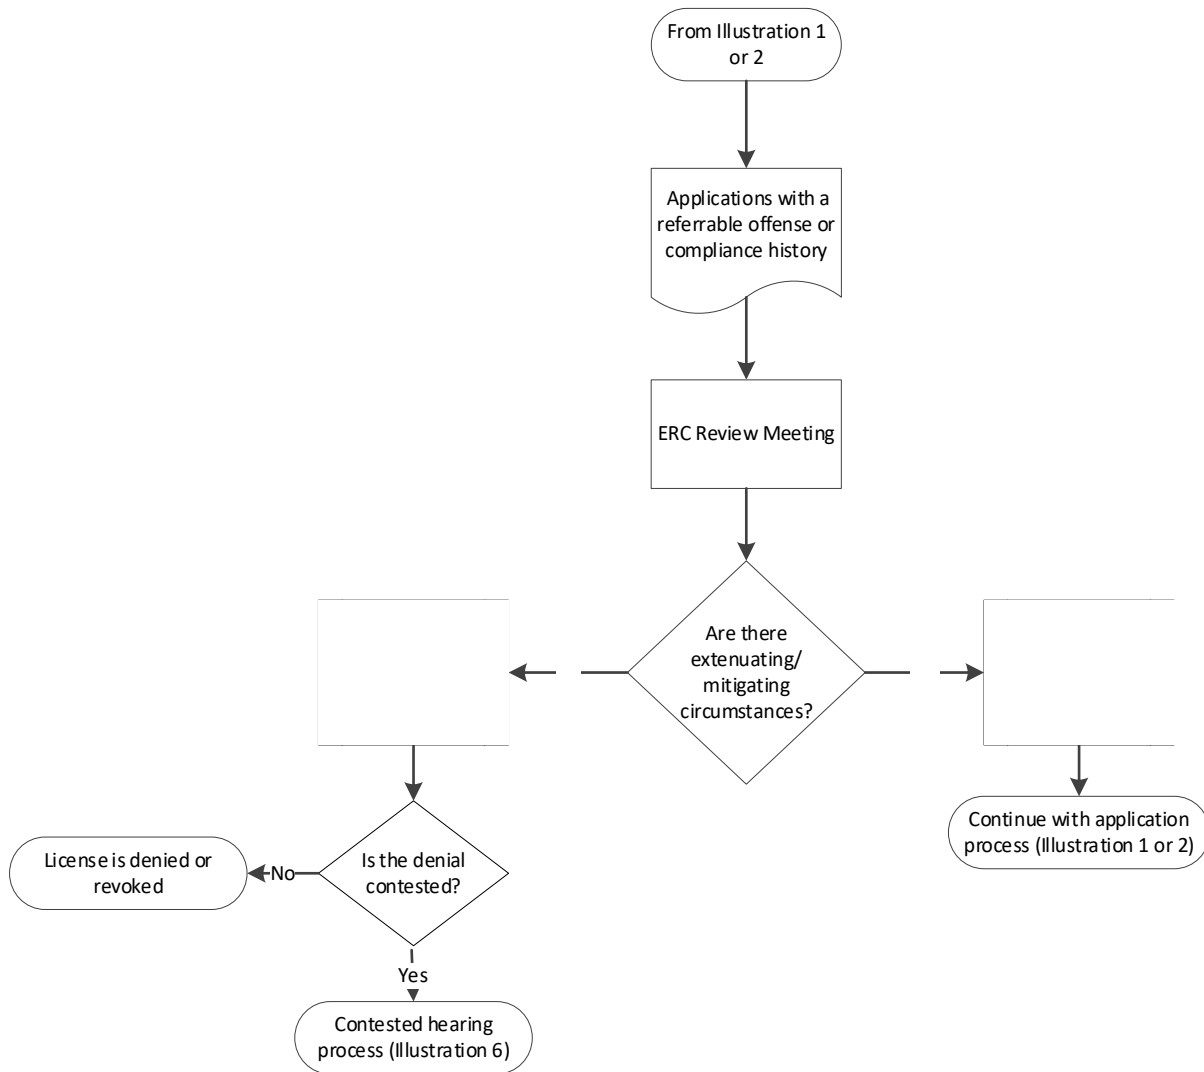 From Illustration 1
or 2
Applications with a
referrable offense or
compliance history
ERC Review Meeting
Are there
extenuating/
mitigating
circumstances?
Continue with application
process (Illustration 1 or 2)
Is the denial
contested?
No
License is denied or
revoked
Yes
Contested hearing
process (Illustration 6)